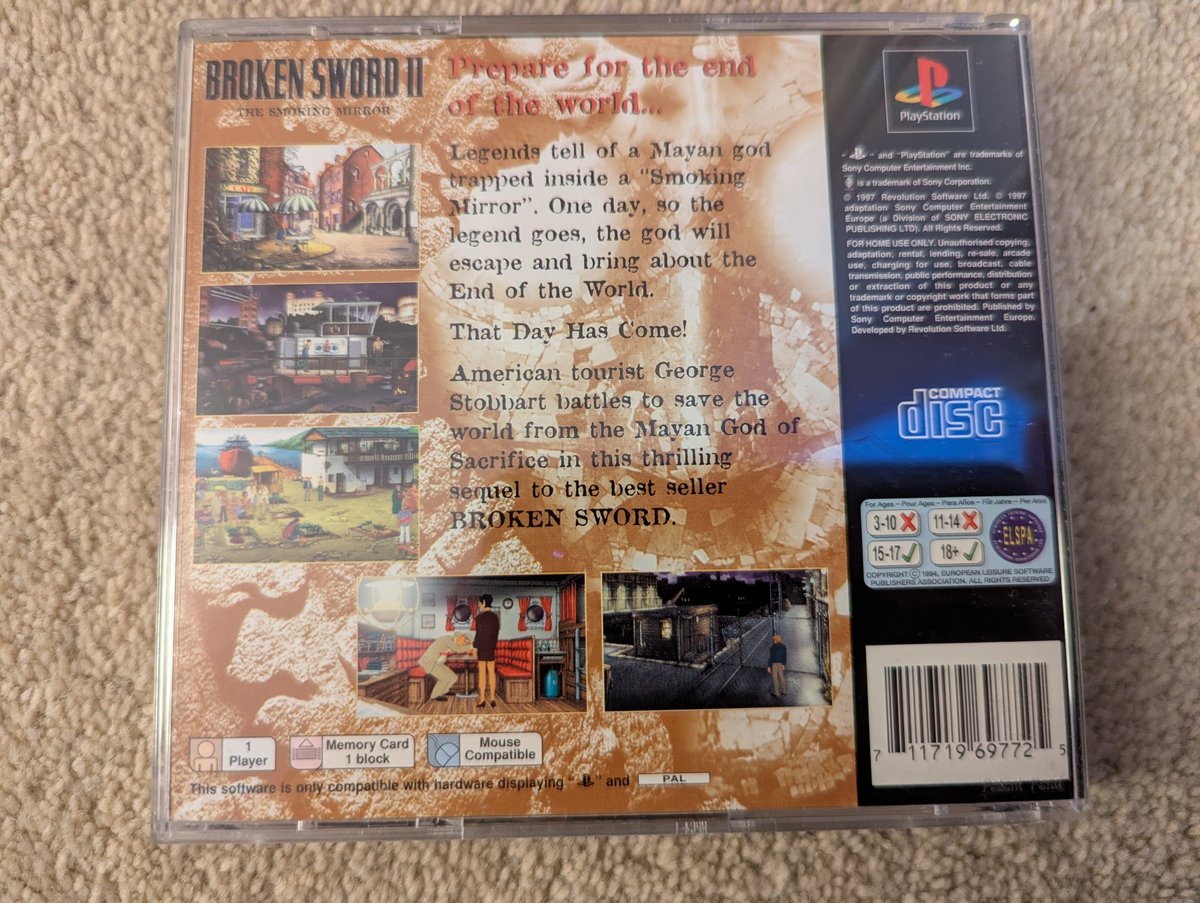 BROKEN SWORD II
THE SMOKING MIRROR
Prepare for the end
of the world...
Legends tell of a Mayan god
trapped inside a "Smoking
Mirror". One day, so the
legend goes, the god will
escape and bring about the
End of the World.
That Day Has Come!
American tourist George
Stobbart battles to save the
world from the Mayan God of
Sacrifice in this thrilling
sequel to the best seller
BROKEN SWORD.
CAFE
1
Player
Memory Card
1 block
Mouse
Compatible
This software is only compatible with hardware displaying " " and PAL
PlayStation
" " and "PlayStation" are trademarks of
Sony Computer Entertainment Inc.
is a trademark of Sony Corporation.
© 1997 Revolution Software Ltd. © 1997
adaptation Sony Computer Entertainment
Europe (a Division of SONY ELECTRONIC
PUBLISHING LTD). All Rights Reserved.
FOR HOME USE ONLY. Unauthorised copying,
adaptation, rental, lending, re-sale, arcade
use, charging for use, broadcast, cable
transmission, public performance, distribution
or extraction of this product or any
trademark or copyright work that forms part
of this product are prohibited. Published by
Sony Computer Entertainment Europe.
Developed by Revolution Software Ltd.
COMPACT
disc
For Ages - Pour Ages - Para Años - Für Jahre - Per Anni
3-10 11-14
15-17 18+
ELSPA
COPYRIGHT © 1994, EUROPEAN LEISURE SOFTWARE
PUBLISHERS ASSOCIATION. ALL RIGHTS RESERVED
7 11719 69772 5